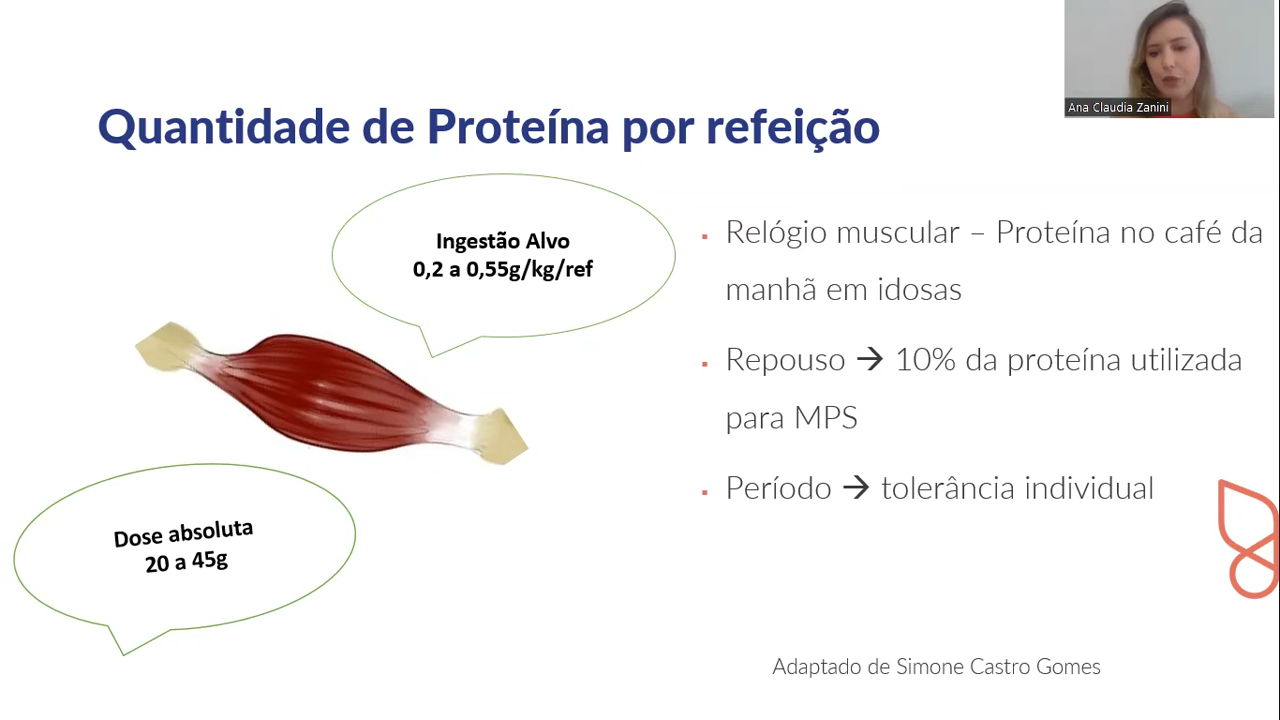 Ana Claudia Zanini
Quantidade de Proteína por refeição
Ingestão Alvo
0,2 a 0,55g/kg/ref
Dose absoluta
20 a 45g
▪ Relógio muscular – Proteína no café da
manhã em idosas
▪ Repouso → 10% da proteína utilizada
para MPS
▪ Período → tolerância individual
Adaptado de Simone Castro Gomes